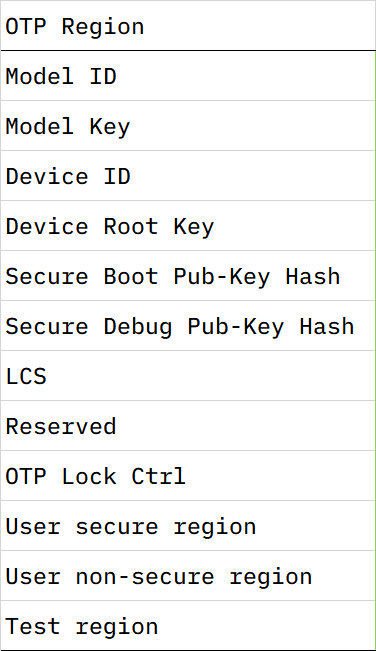 OTP Region
Model ID
Model Key
Device ID
Device Root Key
Secure Boot Pub-Key Hash
Secure Debug Pub-Key Hash
LCS
Reserved
OTP Lock Ctrl
User secure region
User non-secure region
Test region